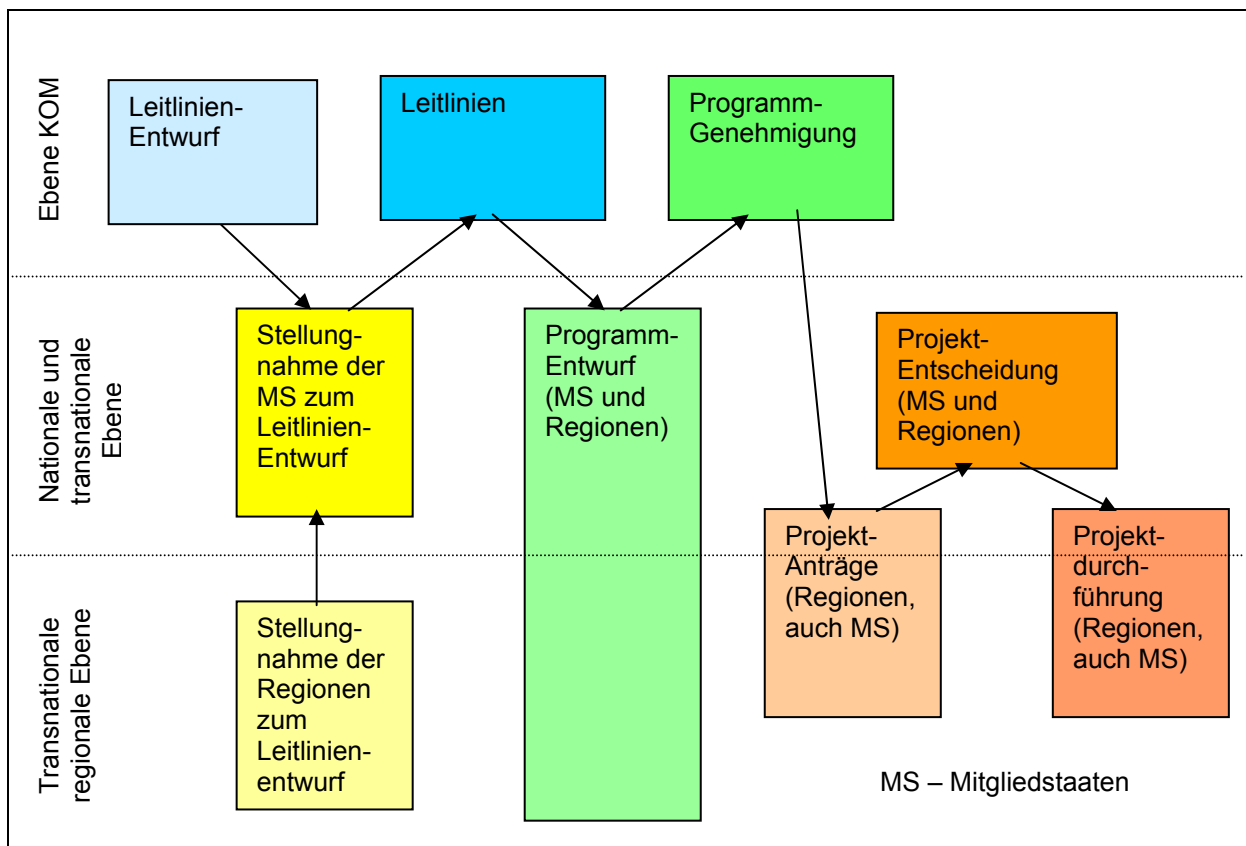 Ebene KOM
Leitlinien-
Entwurf
Leitlinien
Programm-
Genehmigung
Nationale und
transnationale
Ebene
Stellung-
nahme der
MS zum
Leitlinien-
Entwurf
Programm-
Entwurf
(MS und
Regionen)
Projekt-
Entscheidung
(MS und
Regionen)
Transnationale
regionale Ebene
Stellung-
nahme der
Regionen
zum
Leitlinien-
entwurf
Projekt-
Anträge
(Regionen,
auch MS)
Projekt-
durch-
führung
(Regionen,
auch MS)
MS – Mitgliedstaaten